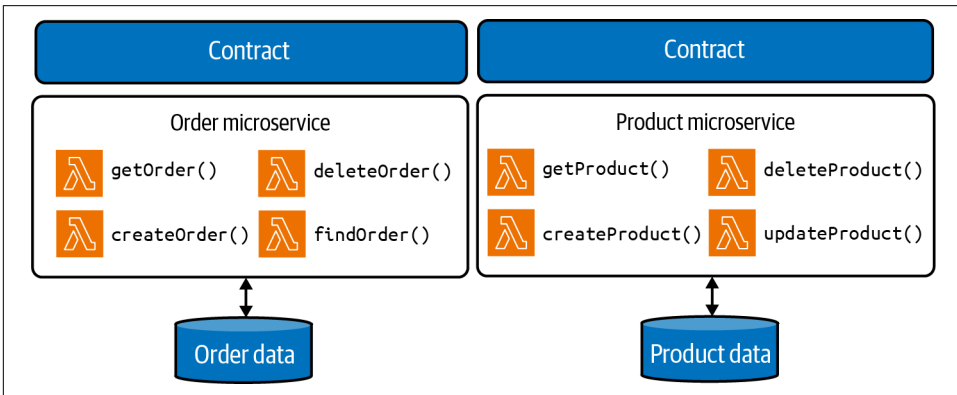 Contract
Order microservice
getOrder()
deleteOrder()
createOrder()
findOrder()
Order data
Contract
Product microservice
getProduct()
deleteProduct()
createProduct()
updateProduct()
Product data